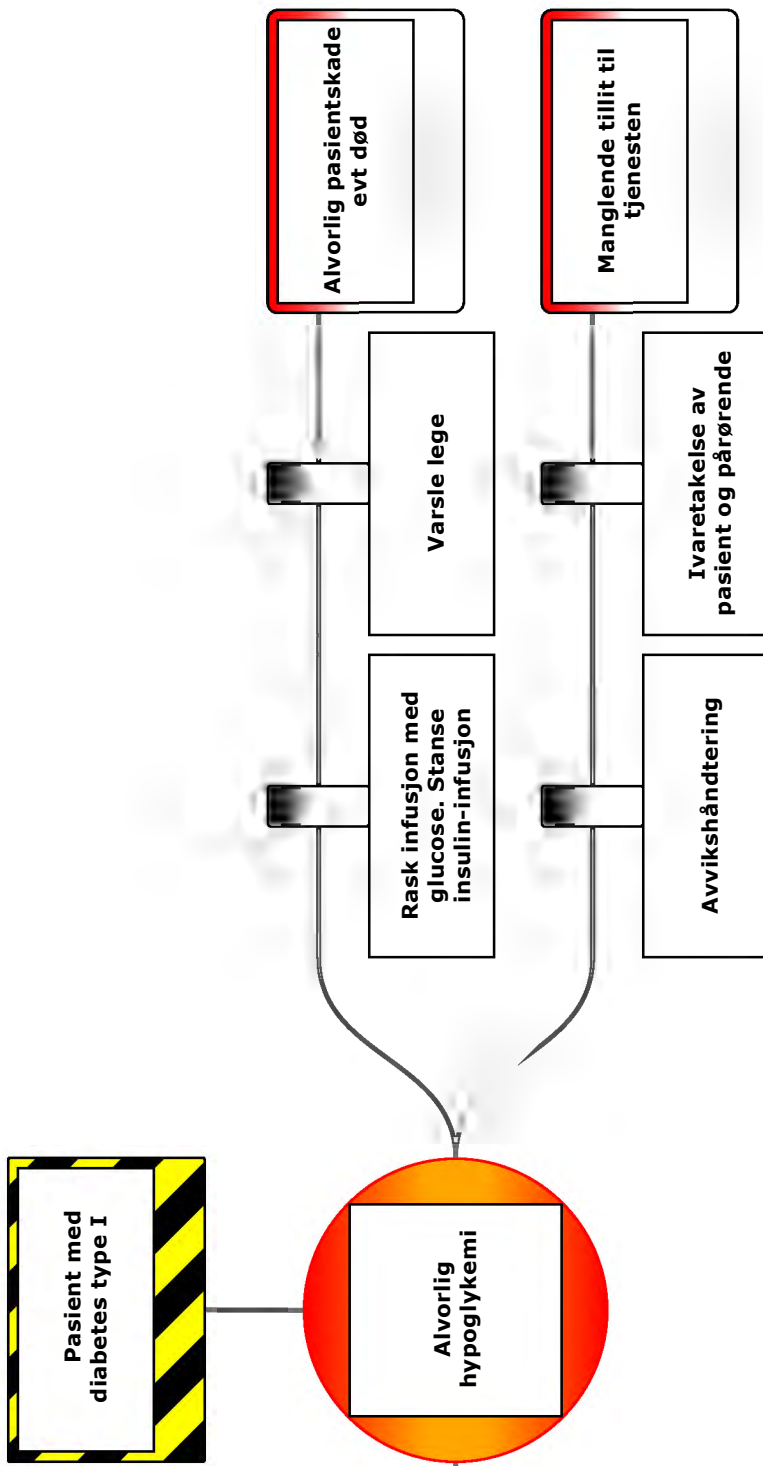 Pasient med
diabetes type I
Alvorlig
hypoglykemi
Rask infusjon med
glucose. Stanse
insulin-infusjon
Varsle lege
Alvorlig pasientskade
evt død
Avvikshåndtering
Ivaretakelse av
pasient og pårørende
Manglende tillit til
tjenesten